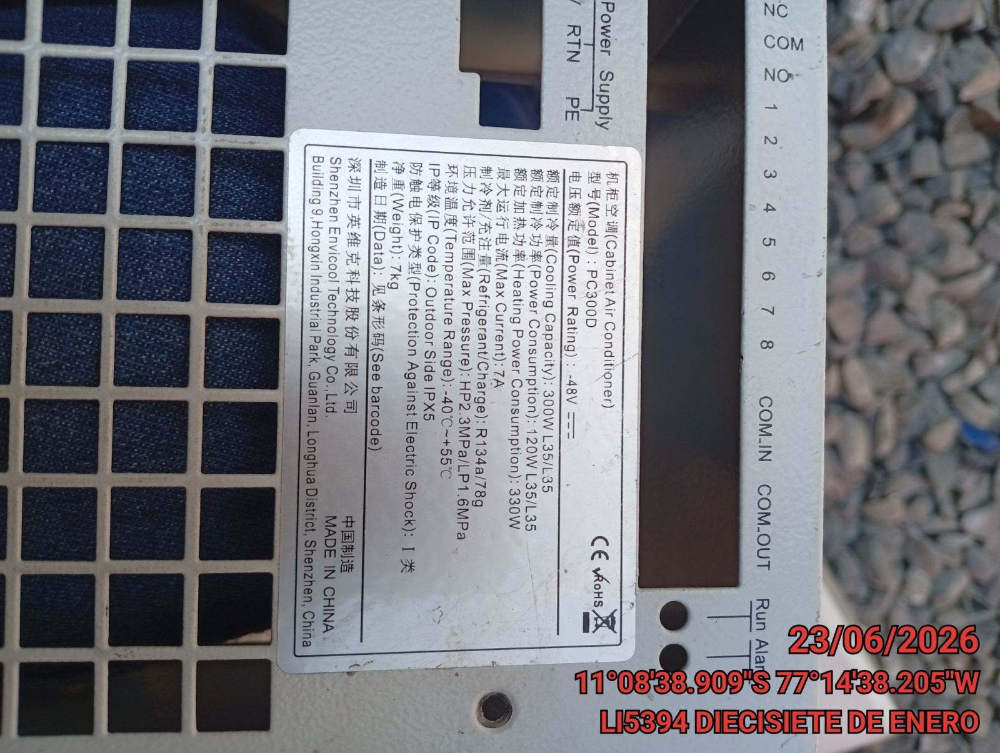 NC
COM
NO
1
2
3
4
5
6
7
8
COM_IN
COM_OUT
Run
Power Supply
RTN
PE
机柜空调(Cabinet Air Conditioner)
型号(Model) : PC300D
电压额定值(Power Rating) : -48V
CE
RoHS
额定制冷量(Cooling Capacity): 300W L35/L35
额定制冷功率(Power Consumption): 120W L35/L35
额定加热功率(Heating Power Consumption): 330W
最大运行电流(Max Current): 7A
制冷剂/充注量(Refrigerant/Charge): R134a/78g
压力允许范围(Max Pressure): HP2.3MPa/LP1.6MPa
环境温度(Temperature Range):-40℃~+55℃
IP等级(IP Code): Outdoor Side IPX5
防触电保护类型(Protection Against Electric Shock): I 类
净重(Weight): 7kg
制造日期(Data): 见条形码(See barcode)
深圳市英维克科技股份有限公司
中国制造
Shenzhen Envicool Technology Co.,Ltd.
MADE IN CHINA
Building 9,Hongxin Industrial Park, Guanlan, Longhua District, Shenzhen, China
23/06/2026
11°08'38.909"S 77°14'38.205"W
LI5394 DIECISIETE DE ENERO